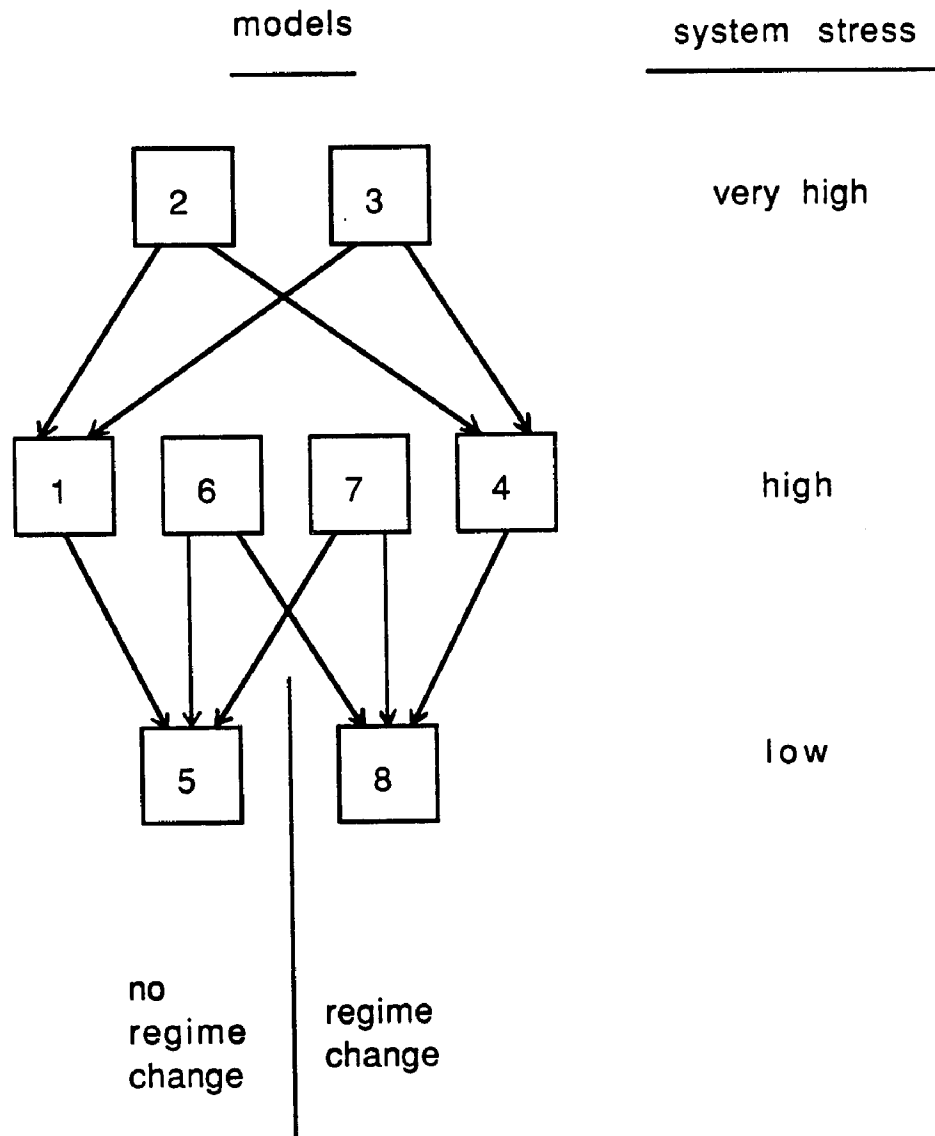 models
system stress
2
3
very high
1
6
7
4
high
5
8
low
no
regime
change
regime
change